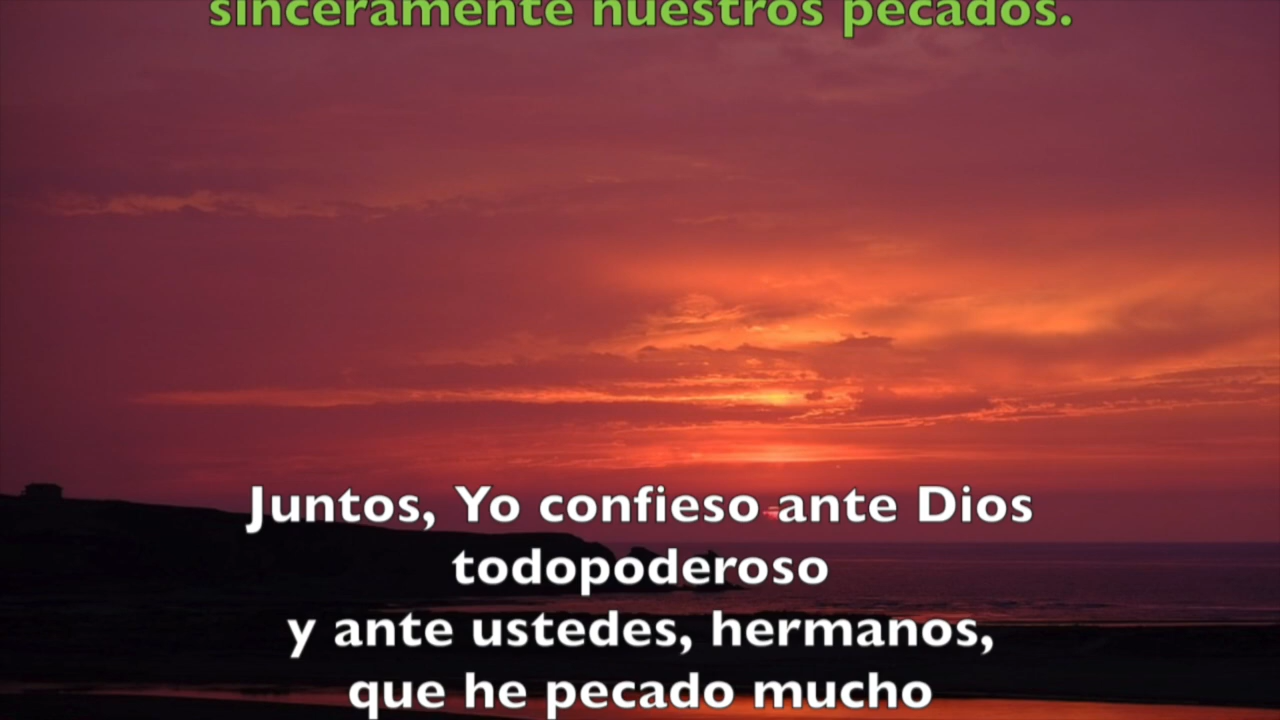 sinceramente nuestros pecados.
Juntos, Yo confieso ante Dios
todopoderoso
y ante ustedes, hermanos,
que he pecado mucho